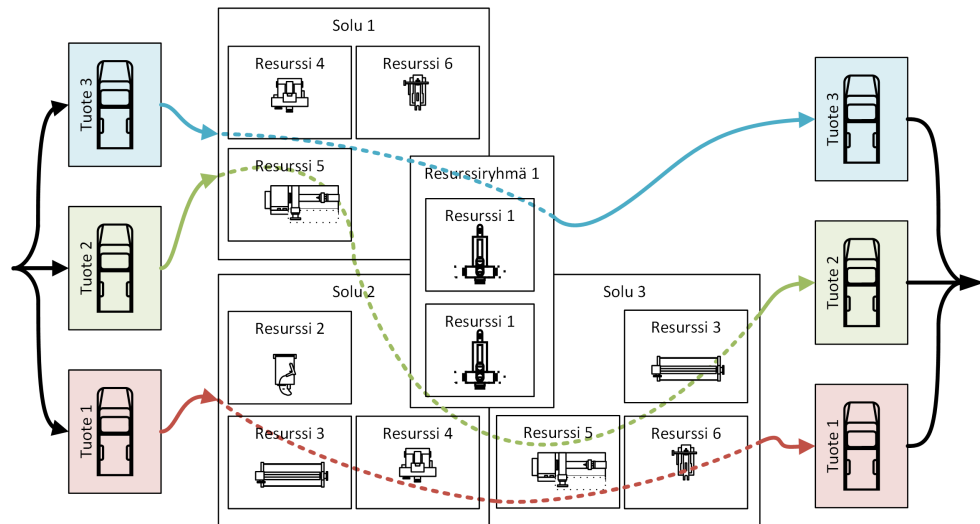 Solu 1
Resurssi 4
Resurssi 6
Resurssi 5
Tuote 3
Tuote 2
Tuote 1
Resurssiryhmä 1
Resurssi 1
Resurssi 1
Solu 2
Resurssi 2
Resurssi 3
Resurssi 4
Solu 3
Resurssi 3
Resurssi 5
Resurssi 6
Tuote 3
Tuote 2
Tuote 1